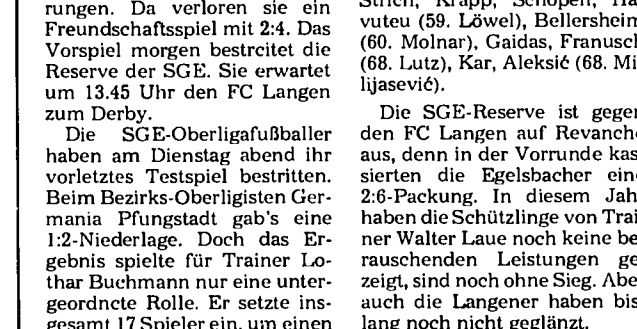 rungen. Da verloren sie ein
Freundschaftsspiel mit 2:4. Das
Vorspiel morgen bestreitet die
Reserve der SGE. Sie erwartet
um 13.45 Uhr den FC Langen
zum Derby.
Die SGE-Oberligafußballer
haben am Dienstag abend ihr
vorletztes Testspiel bestritten.
Beim Bezirks-Oberligisten Ger-
mania Pfungstadt gab's eine
1:2-Niederlage. Doch das Er-
gebnis spielte für Trainer Lo-
thar Buchmann nur eine unter-
geordnete Rolle. Er setzte ins-
gesamt 17 Spieler ein, um einen
Strich, Krapp, Schopen,
vuteu (59. Löwel), Bellersheim
(60. Molnar), Gaidas, Franusch
(68. Lutz), Kar, Aleksić (68. Mi-
lijasević).
Die SGE-Reserve ist gegen
den FC Langen auf Revanche
aus, denn in der Vorrunde kas-
sierten die Egelsbacher eine
2:6-Packung. In diesem Jahr
haben die Schützlinge von Trai-
ner Walter Laue noch keine be-
rauschenden Leistungen ge-
zeigt, sind noch ohne Sieg. Aber
auch die Langener haben bis-
lang noch nicht geglänzt.